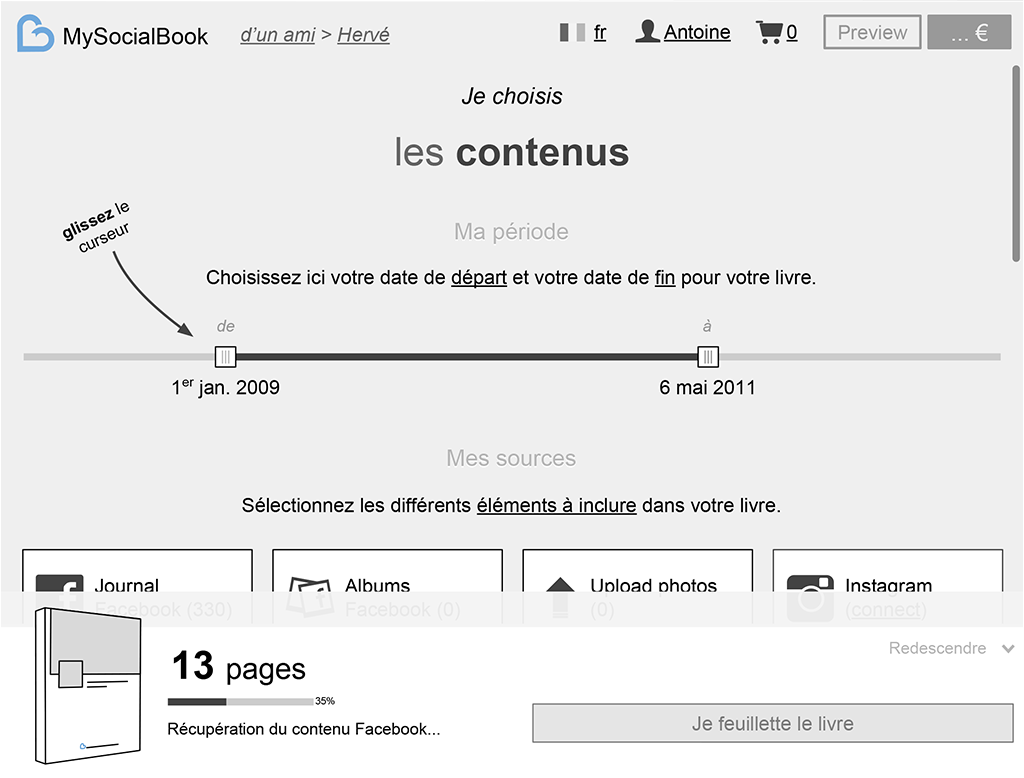 MySocialBook d’un ami > Hervé fr Antoine 0 Preview ... €
Je choisis
les contenus
glissez le
curseur
Ma période
Choisissez ici votre date de départ et votre date de fin pour votre livre.
de à
1er jan. 2009 6 mai 2011
Mes sources
Sélectionnez les différents éléments à inclure dans votre livre.
Journal Albums Upload photos Instagram
Facebook (330) Facebook (0) (0) (connect)
Redescendre
13 pages
35%
Récupération du contenu Facebook...
Je feuillette le livre